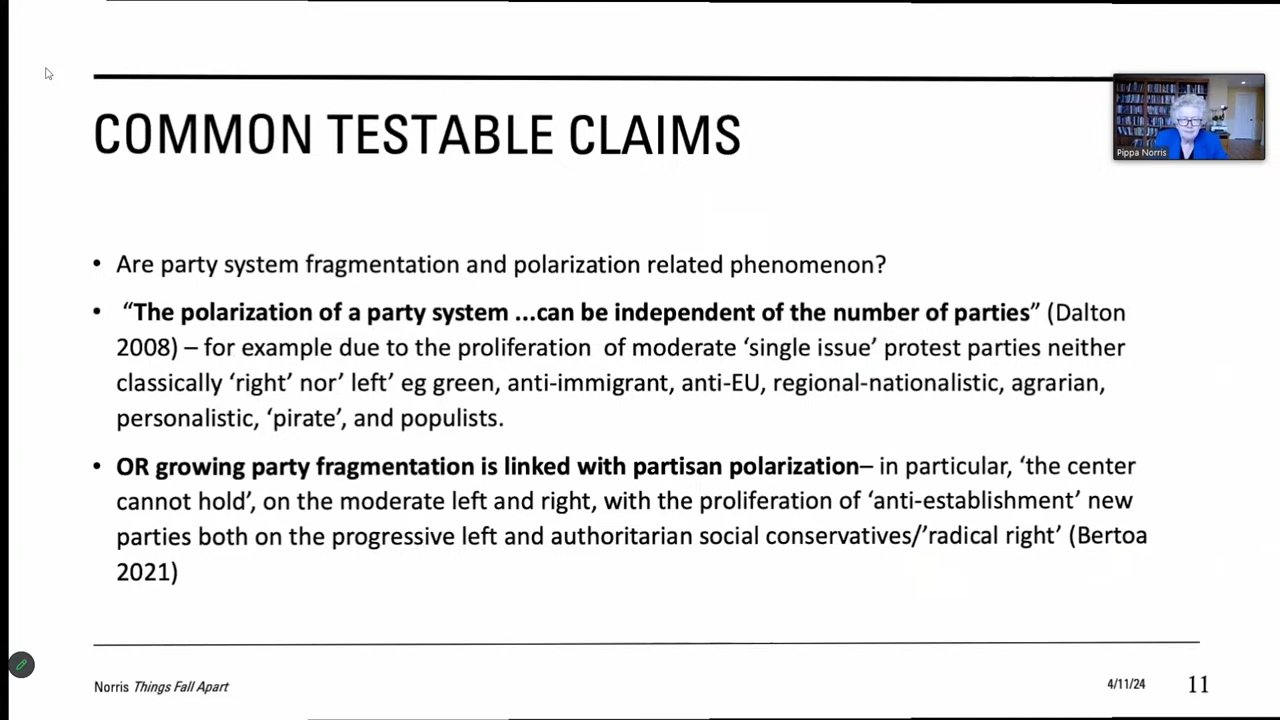 COMMON TESTABLE CLAIMS
Pippa Norris
• Are party system fragmentation and polarization related phenomenon?
• “The polarization of a party system ...can be independent of the number of parties” (Dalton
2008) – for example due to the proliferation of moderate ‘single issue’ protest parties neither
classically ‘right’ nor’ left’ eg green, anti-immigrant, anti-EU, regional-nationalistic, agrarian,
personalistic, ‘pirate’, and populists.
• OR growing party fragmentation is linked with partisan polarization– in particular, ‘the center
cannot hold’, on the moderate left and right, with the proliferation of ‘anti-establishment’ new
parties both on the progressive left and authoritarian social conservatives/’radical right’ (Bertoa
2021)
Norris Things Fall Apart
4/11/24
11